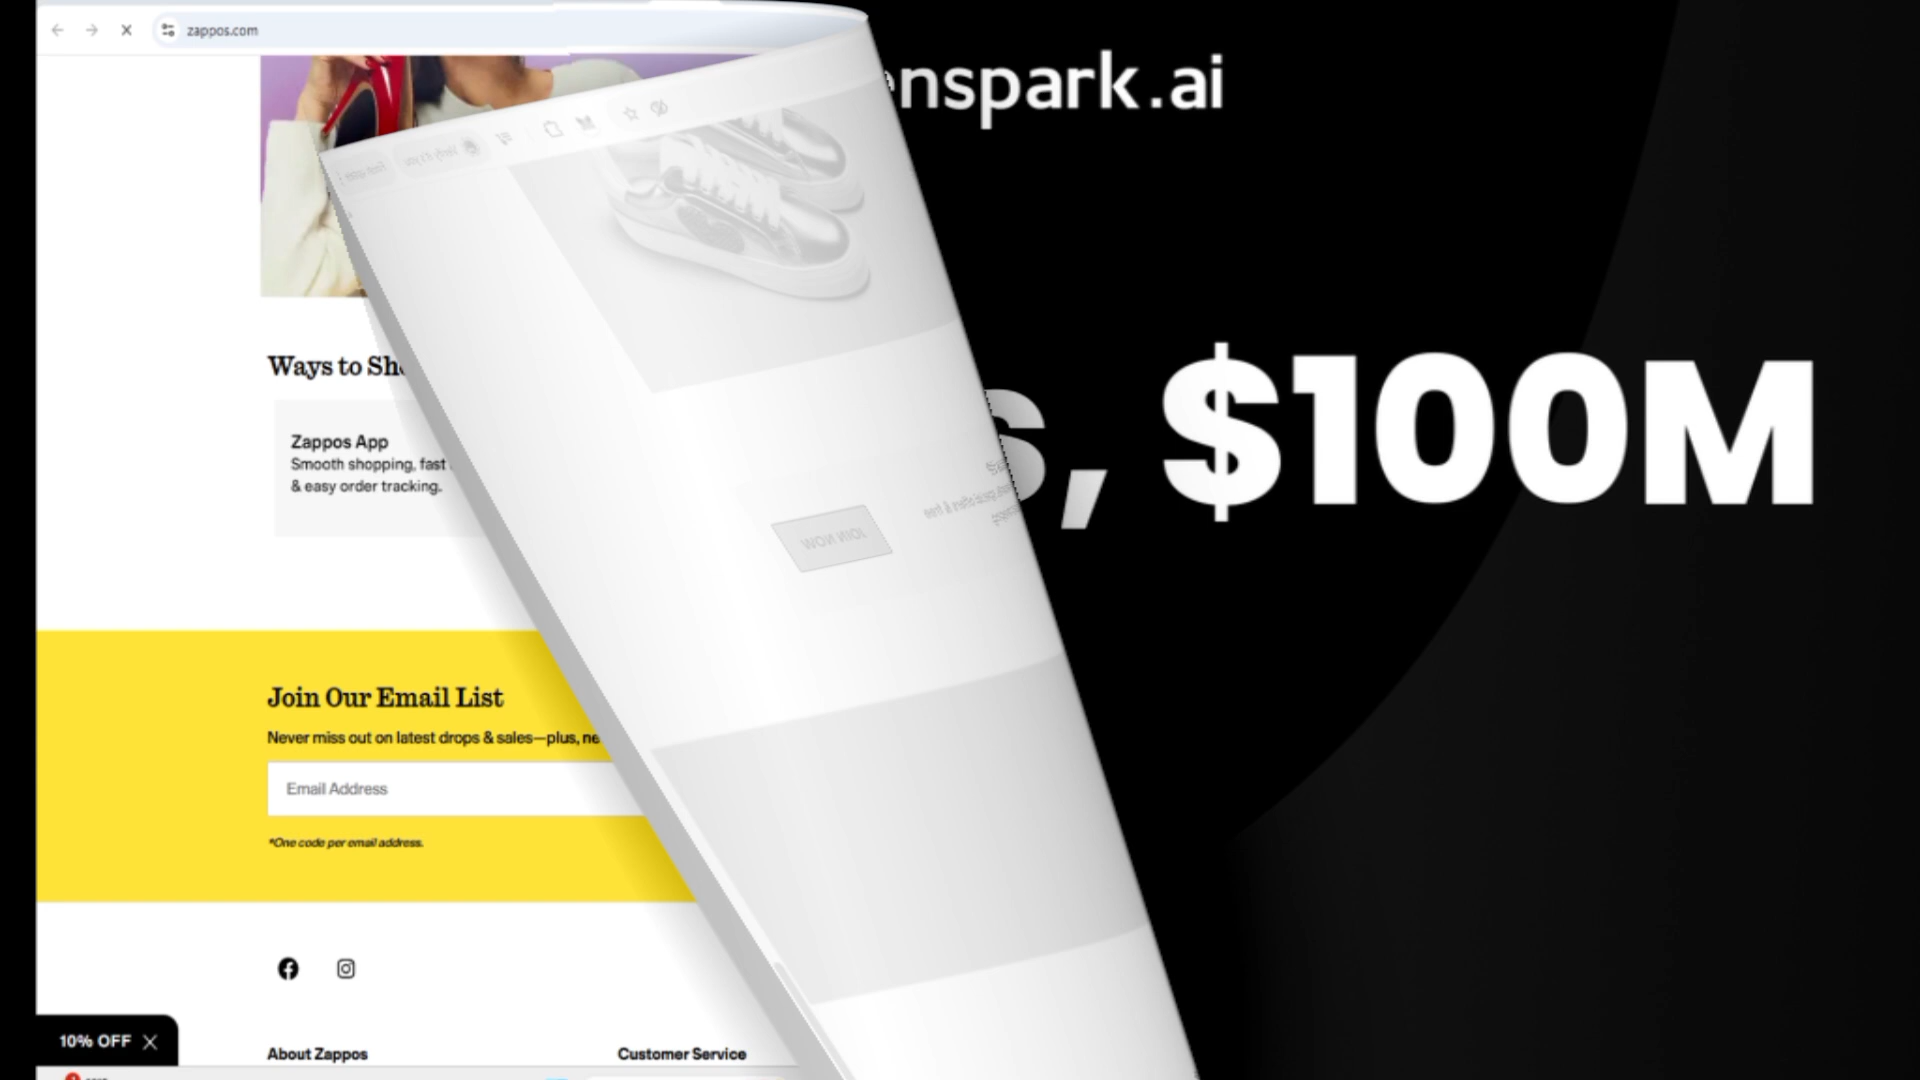 zappos.com
nspark.ai
s, $100M
Ways to Sh
Zappos App
Smooth shopping, fast
& easy order tracking.
JOIN NOW
Join Our Email List
Never miss out on latest drops & sales—plus, ne
Email Address
*One code per email address.
10% OFF
About Zappos
Customer Service